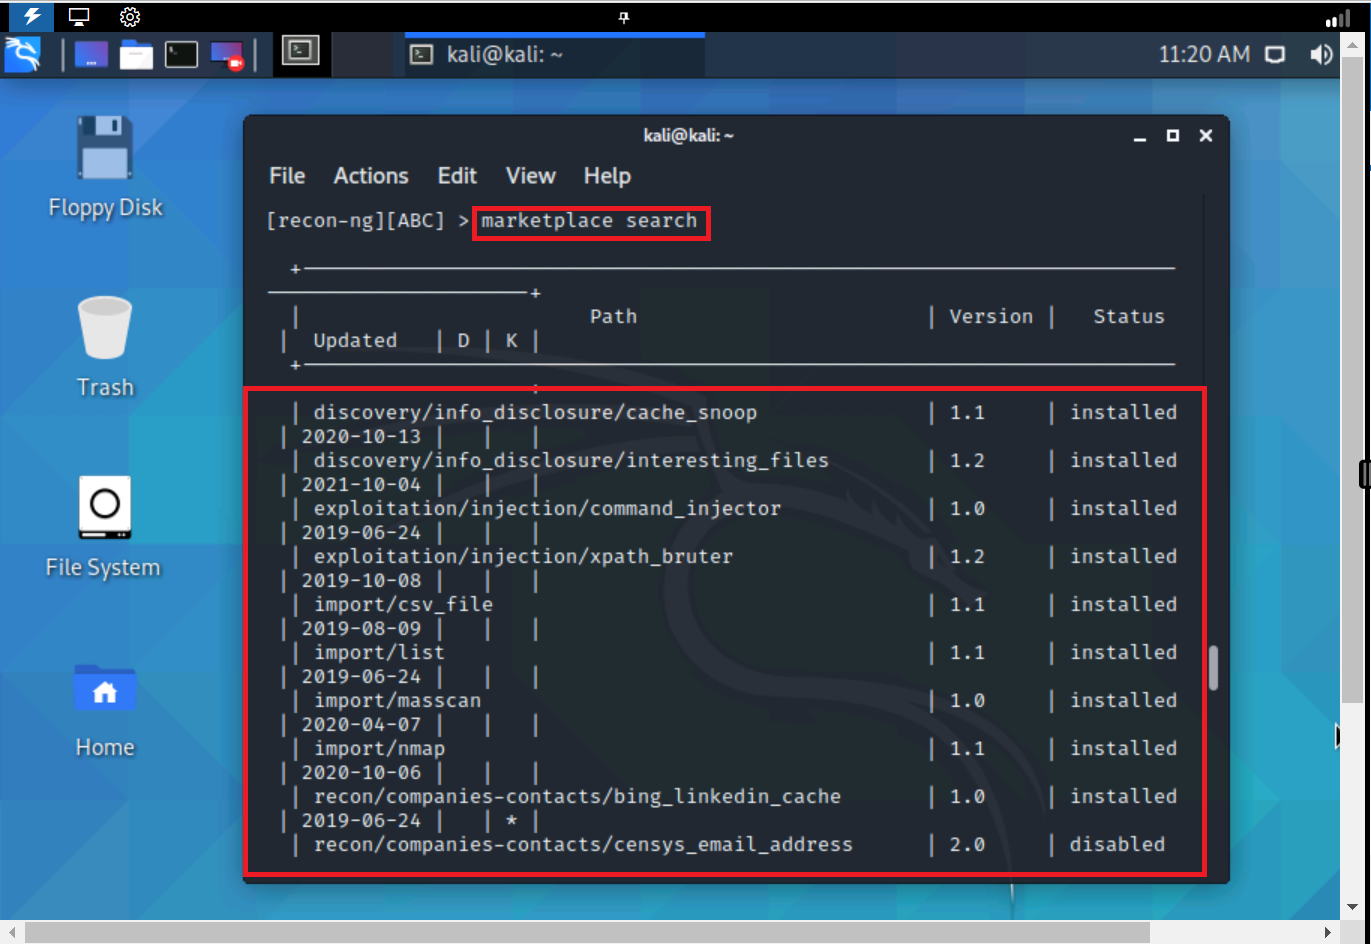 kali@kali: ~
11:20 AM
Floppy Disk
Trash
File System
Home
kali@kali: ~
File Actions Edit View Help
[recon-ng][ABC] > marketplace search
+---
---+
| Path | Version | Status
| Updated | D | K |
+---
+
| discovery/info_disclosure/cache_snoop | 1.1 | installed
| 2020-10-13 | | |
| discovery/info_disclosure/interesting_files | 1.2 | installed
| 2021-10-04 | | |
| exploitation/injection/command_injector | 1.0 | installed
| 2019-06-24 | | |
| exploitation/injection/xpath_bruter | 1.2 | installed
| 2019-10-08 | | |
| import/csv_file | 1.1 | installed
| 2019-08-09 | | |
| import/list | 1.1 | installed
| 2019-06-24 | | |
| import/masscan | 1.0 | installed
| 2020-04-07 | | |
| import/nmap | 1.1 | installed
| 2020-10-06 | | |
| recon/companies-contacts/bing_linkedin_cache | 1.0 | installed
| 2019-06-24 | | * |
| recon/companies-contacts/censys_email_address | 2.0 | disabled